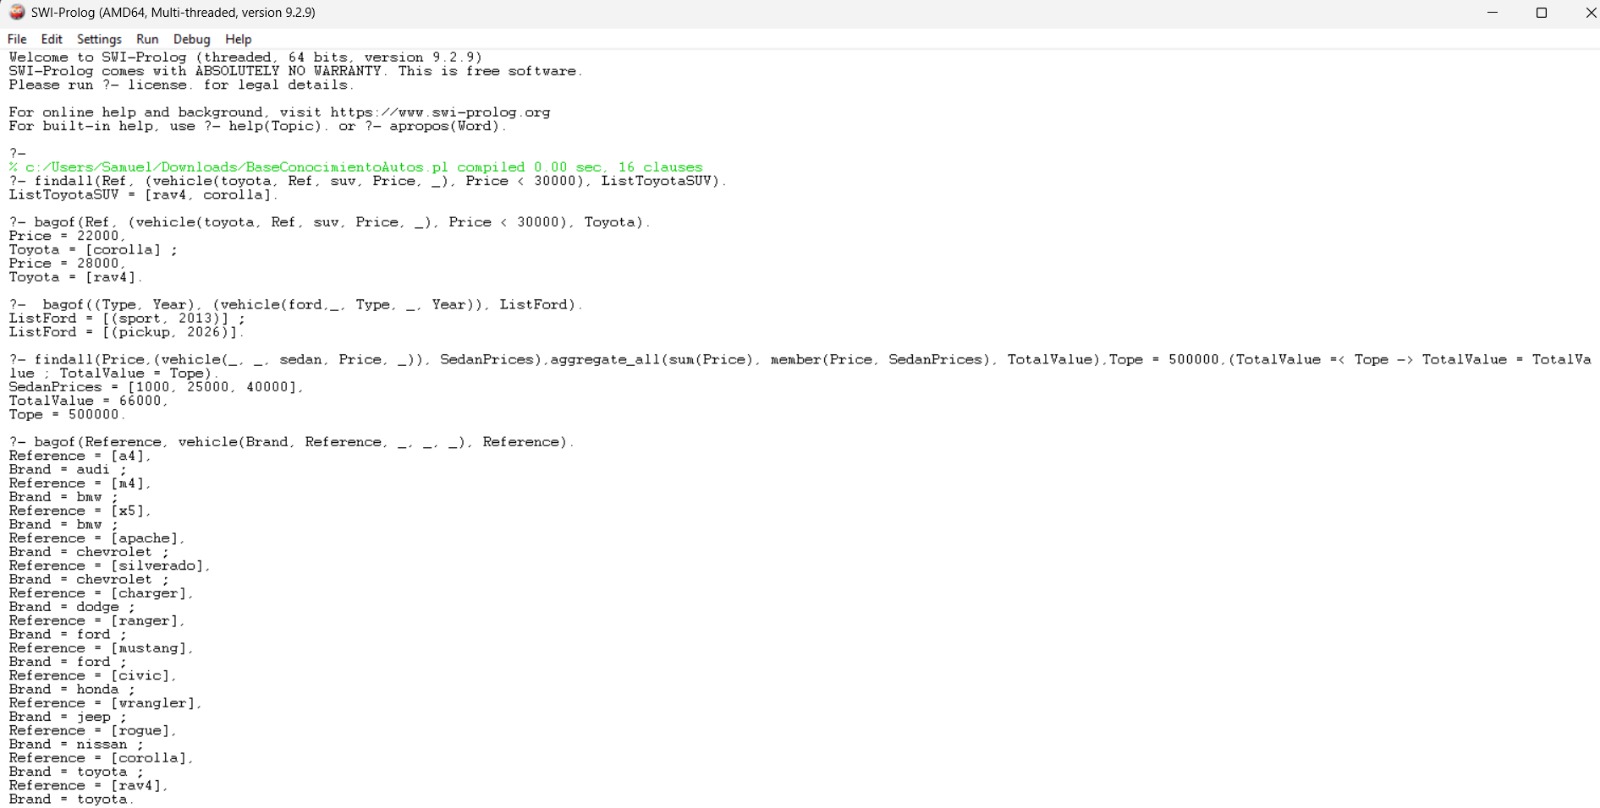 SWI-Prolog (AMD64, Multi-threaded, version 9.2.9)
File Edit Settings Run Debug Help
Welcome to SWI-Prolog (threaded, 64 bits, version 9.2.9)
SWI-Prolog comes with ABSOLUTELY NO WARRANTY. This is free software.
Please run ?- license. for legal details.
For online help and background, visit https://www.swi-prolog.org
For built-in help, use ?- help(Topic). or ?- apropos(Word).
?-
% c:/Users/Samuel/Downloads/BaseConocimientoAutos.pl compiled 0.00 sec, 16 clauses
?- findall(Ref, (vehicle(toyota, Ref, suv, Price, _), Price < 30000), ListToyotaSUV).
ListToyotaSUV = [rav4, corolla].
?- bagof(Ref, (vehicle(toyota, Ref, suv, Price, _), Price < 30000), Toyota).
Price = 22000,
Toyota = [corolla] ;
Price = 28000,
Toyota = [rav4].
?-  bagof((Type, Year), (vehicle(ford,_, Type, _, Year)), ListFord).
ListFord = [(sport, 2013)] ;
ListFord = [(pickup, 2026)].
?- findall(Price,(vehicle(_, _, sedan, Price, _)), SedanPrices),aggregate_all(sum(Price), member(Price, SedanPrices), TotalValue),Tope = 500000,(TotalValue =< Tope -> TotalValue = TotalVa
lue ; TotalValue = Tope).
SedanPrices = [1000, 25000, 40000],
TotalValue = 66000,
Tope = 500000.
?- bagof(Reference, vehicle(Brand, Reference, _, _, _), Reference).
Reference = [a4],
Brand = audi ;
Reference = [m4],
Brand = bmw ;
Reference = [x5],
Brand = bmw ;
Reference = [apache],
Brand = chevrolet ;
Reference = [silverado],
Brand = chevrolet ;
Reference = [charger],
Brand = dodge ;
Reference = [ranger],
Brand = ford ;
Reference = [mustang],
Brand = ford ;
Reference = [civic],
Brand = honda ;
Reference = [wrangler],
Brand = jeep ;
Reference = [rogue],
Brand = nissan ;
Reference = [corolla],
Brand = toyota ;
Reference = [rav4],
Brand = toyota.